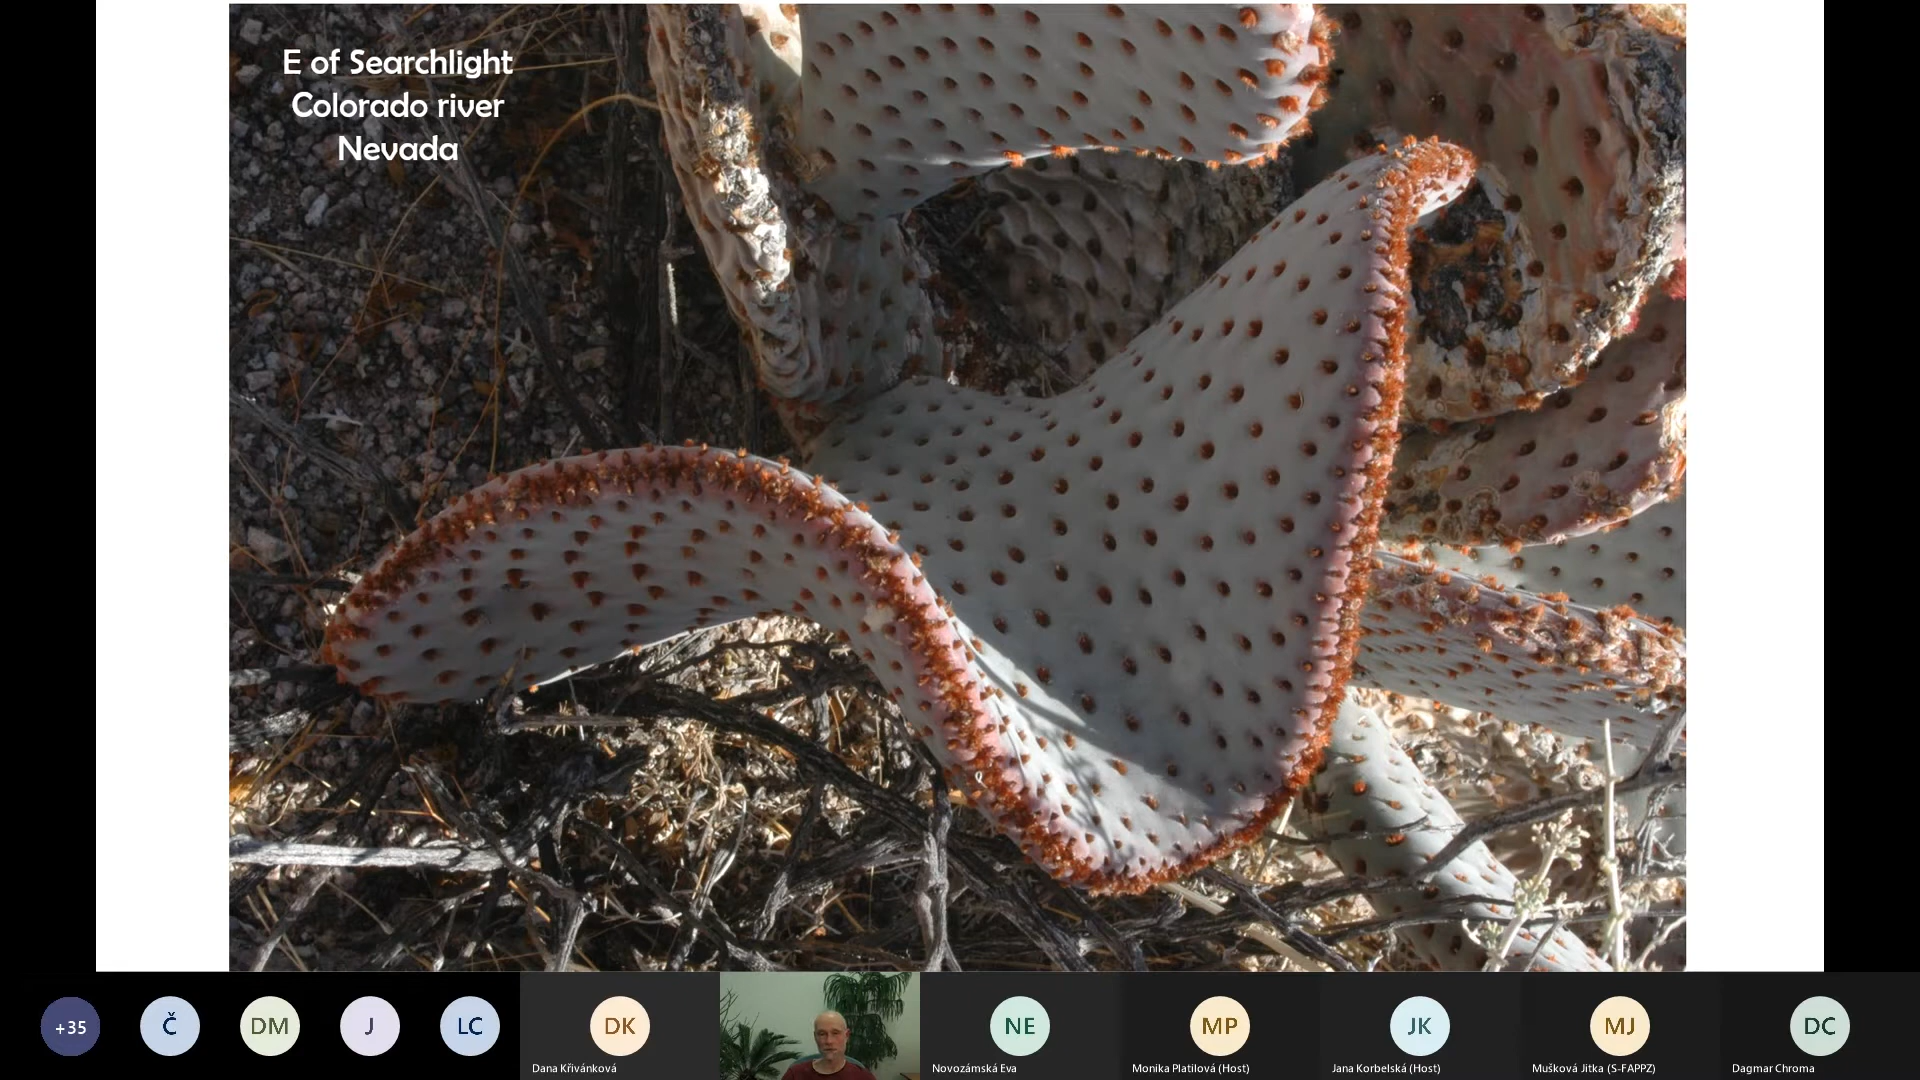 E of Searchlight
Colorado river
Nevada
+35
Č
DM
J
LC
DK
NE
MP
JK
MJ
DC
Dana Křivánková
Novozámská Eva
Monika Platilová (Host)
Jana Korbelská (Host)
Mušková Jitka (S-FAPPZ)
Dagmar Chroma